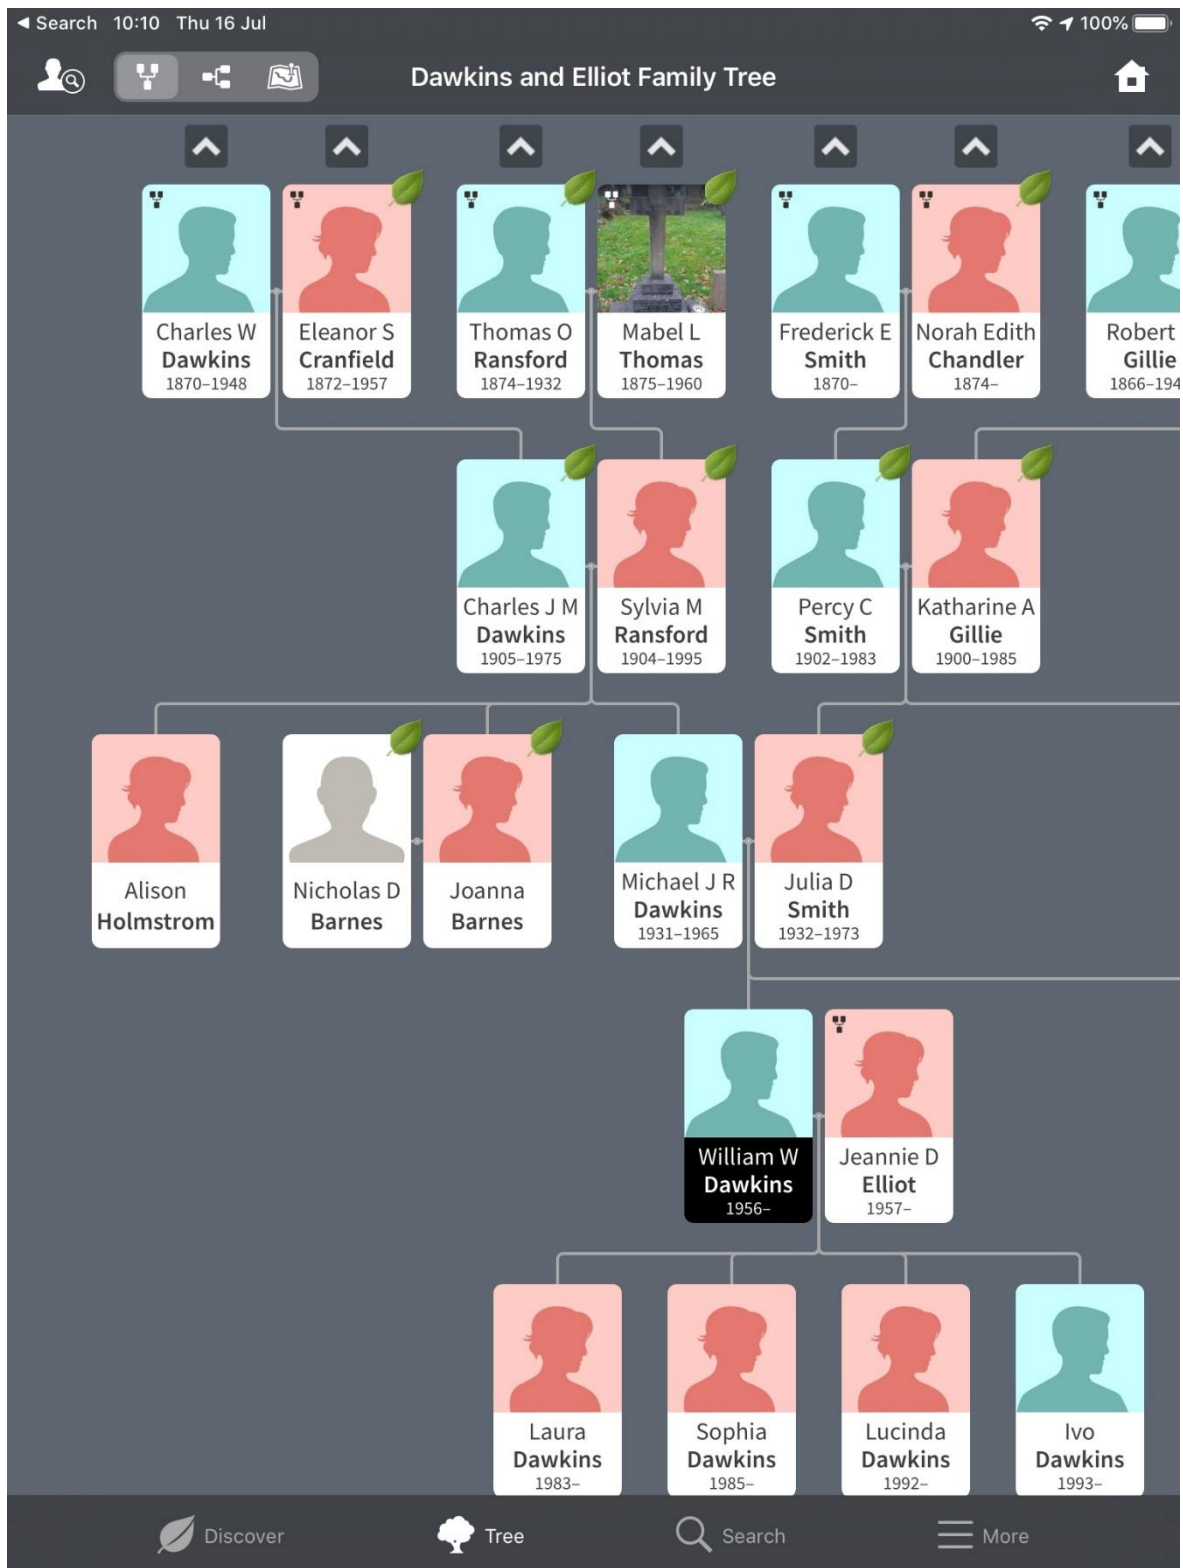 Search 10:10 Thu 16 Jul
100%
Dawkins and Elliot Family Tree
Charles W
Dawkins
1870–1948
Eleanor S
Cranfield
1872–1957
Thomas O
Ransford
1874–1932
Mabel L
Thomas
1875–1960
Frederick E
Smith
1870–
Norah Edith
Chandler
1874–
Robert
Gillie
1866–194
Charles J M
Dawkins
1905–1975
Sylvia M
Ransford
1904–1995
Percy C
Smith
1902–1983
Katharine A
Gillie
1900–1985
Alison
Holmstrom
Nicholas D
Barnes
Joanna
Barnes
Michael J R
Dawkins
1931–1965
Julia D
Smith
1932–1973
William W
Dawkins
1956–
Jeannie D
Elliot
1957–
Laura
Dawkins
1983–
Sophia
Dawkins
1985–
Lucinda
Dawkins
1992–
Ivo
Dawkins
1993–
Discover
Tree
Search
More